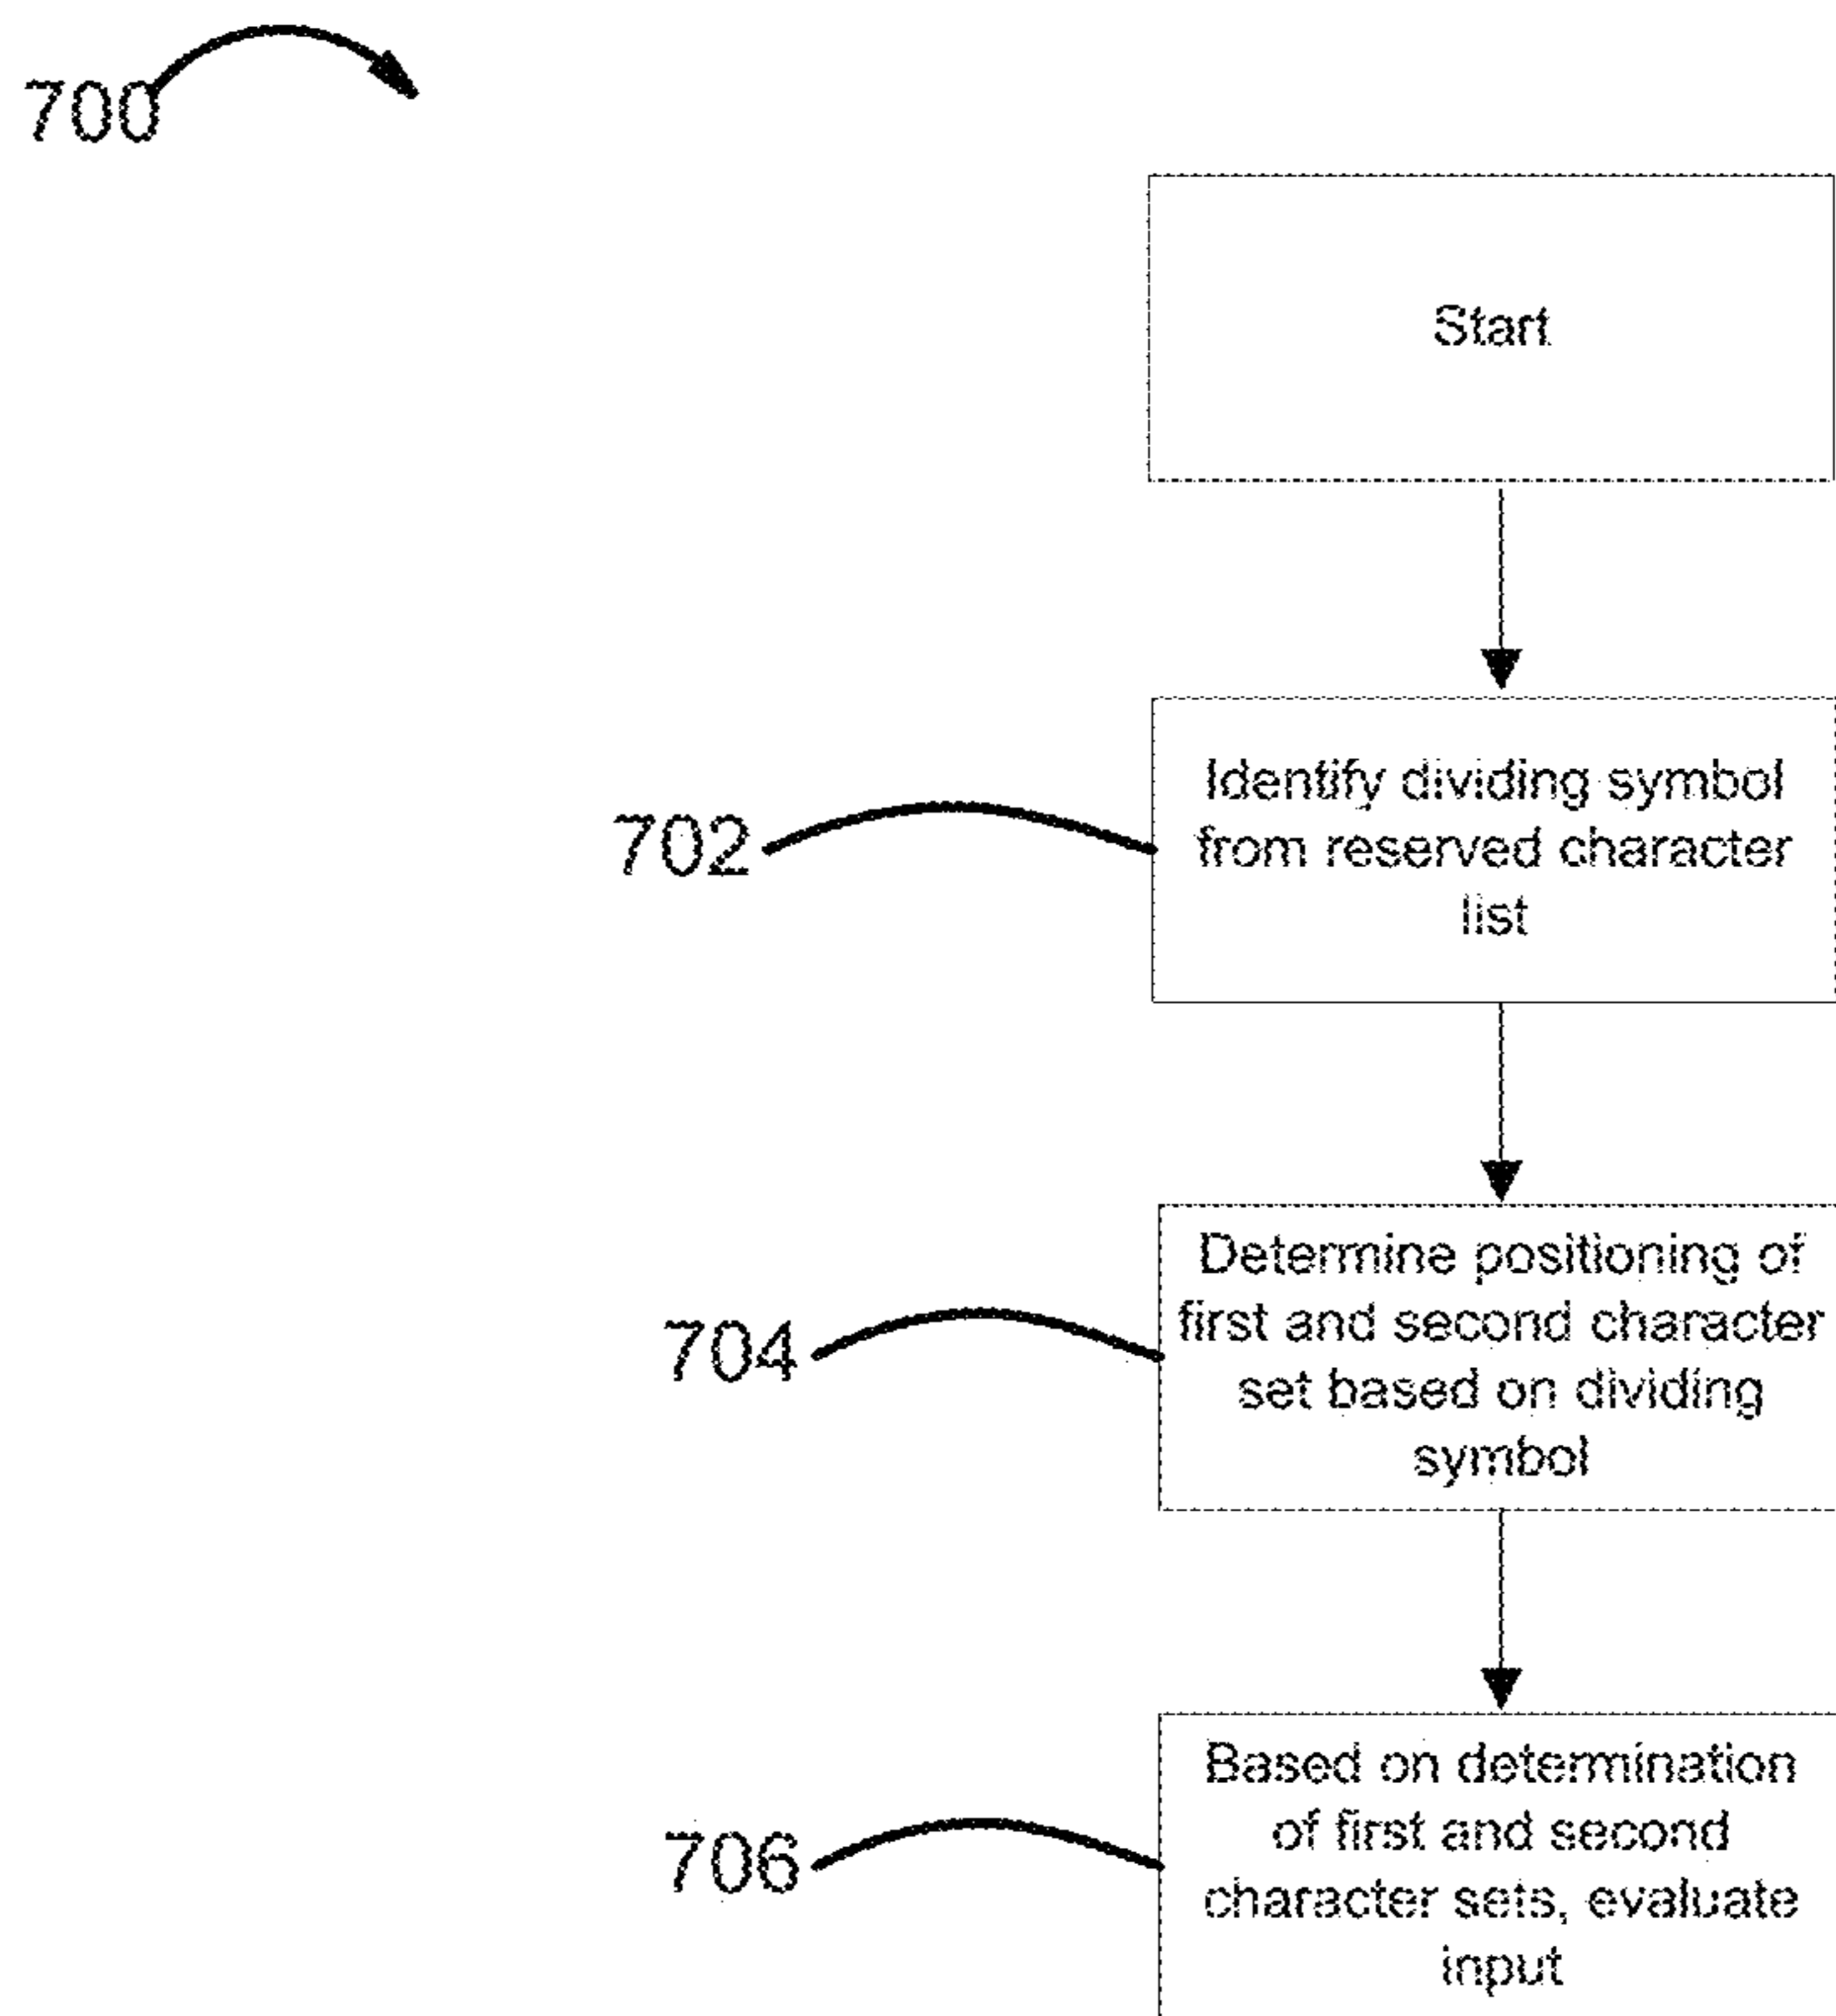 700
Start
702
Identify dividing symbol
from reserved character
list
704
Determine positioning of
first and second character
set based on dividing
symbol
706
Based on determination
of first and second
character sets, evaluate
input